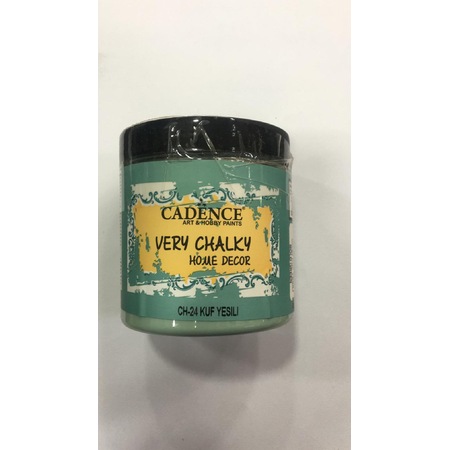 CADENCE®
ART & HOBBY PAINTS
VERY CHALKY
HOME DECOR
CH-24 KUF YESILI